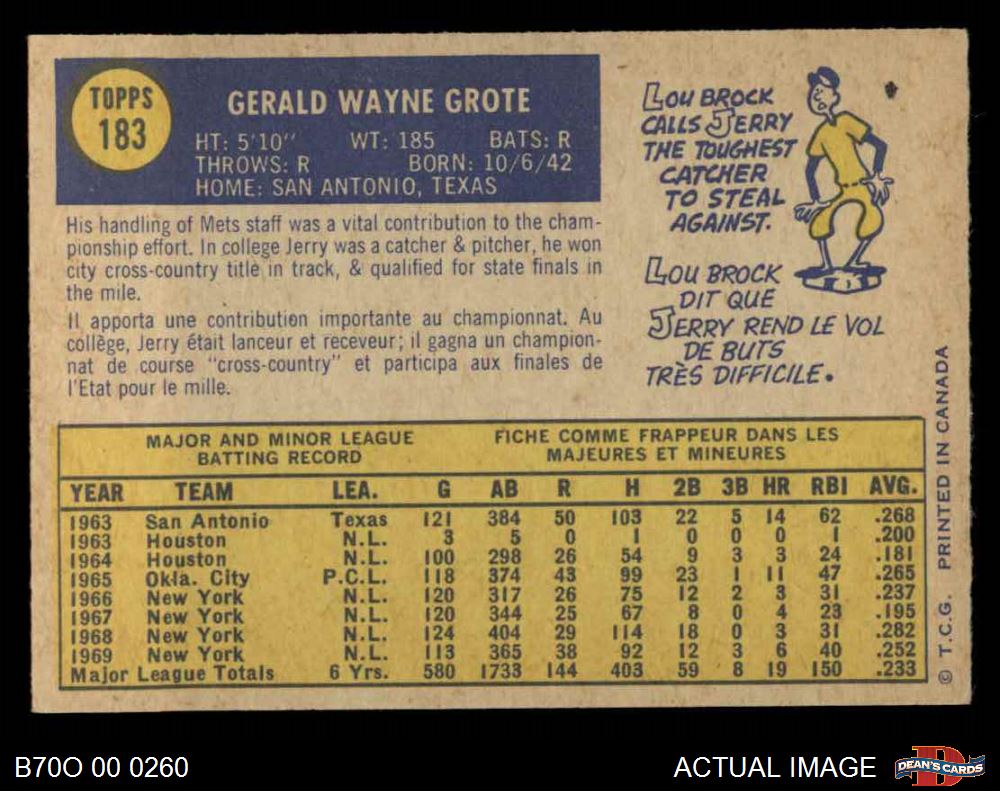 TOPPS
183
GERALD WAYNE GROTE
HT: 5'10" WT: 185 BATS: R
THROWS: R BORN: 10/6/42
HOME: SAN ANTONIO, TEXAS
His handling of Mets staff was a vital contribution to the cham-
pionship effort. In college Jerry was a catcher & pitcher, he won
city cross-country title in track, & qualified for state finals in
the mile.
Il apporta une contribution importante au championnat. Au
collège, Jerry était lanceur et receveur; il gagna un champion-
nat de course "cross-country" et participa aux finales de
l'Etat pour le mille.
LOU BROCK
CALLS JERRY
THE TOUGHEST
CATCHER
TO STEAL
AGAINST.
LOU BROCK
DIT QUE
JERRY REND LE VOL
DE BUTS
TRÈS DIFFICILE.
MAJOR AND MINOR LEAGUE
BATTING RECORD
FICHE COMME FRAPPEUR DANS LES
MAJEURES ET MINEURES
YEAR TEAM LEA. G AB R H 2B 3B HR RBI AVG.
1963 San Antonio Texas 121 384 50 103 22 5 14 62 .268
1963 Houston N.L. 3 5 0 1 0 0 0 1 .200
1964 Houston N.L. 100 298 26 54 9 3 3 24 .181
1965 Okla. City P.C.L. 118 374 43 99 23 1 11 47 .265
1966 New York N.L. 120 317 26 75 12 2 3 31 .237
1967 New York N.L. 120 344 25 67 8 0 4 23 .195
1968 New York N.L. 124 404 29 114 18 0 3 31 .282
1969 New York N.L. 113 365 38 92 12 3 6 40 .252
Major League Totals 6 Yrs. 580 1733 144 403 59 8 19 150 .233
© T.C.G. PRINTED IN CANADA
B70O 00 0260
ACTUAL IMAGE
DEAN'S CARDS